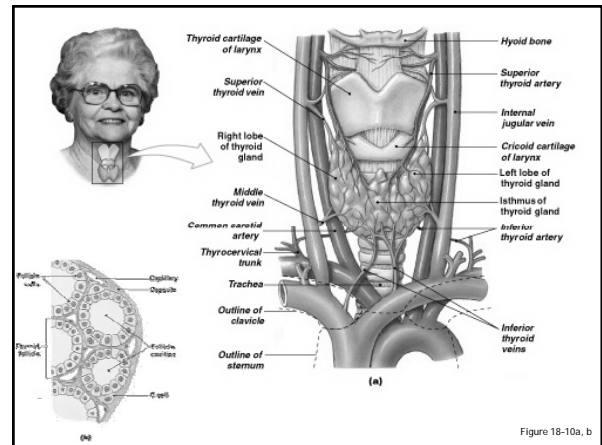 Thyroid cartilage
of larynx
Superior
thyroid vein
Right lobe
of thyroid
gland
Middle
thyroid vein
Common carotid
artery
Thyrocervical
trunk
Trachea
Outline of
clavicle
Outline of
sternum
Hyoid bone
Superior
thyroid artery
Internal
jugular vein
Cricoid cartilage
of larynx
Left lobe of
thyroid gland
Isthmus of
thyroid gland
Inferior
thyroid artery
Inferior
thyroid veins
(a)
Follicle
Capillary
Capsule
Thyroid
follicle
Follicle
cavities
C cell
(b)
Figure 18-10a, b